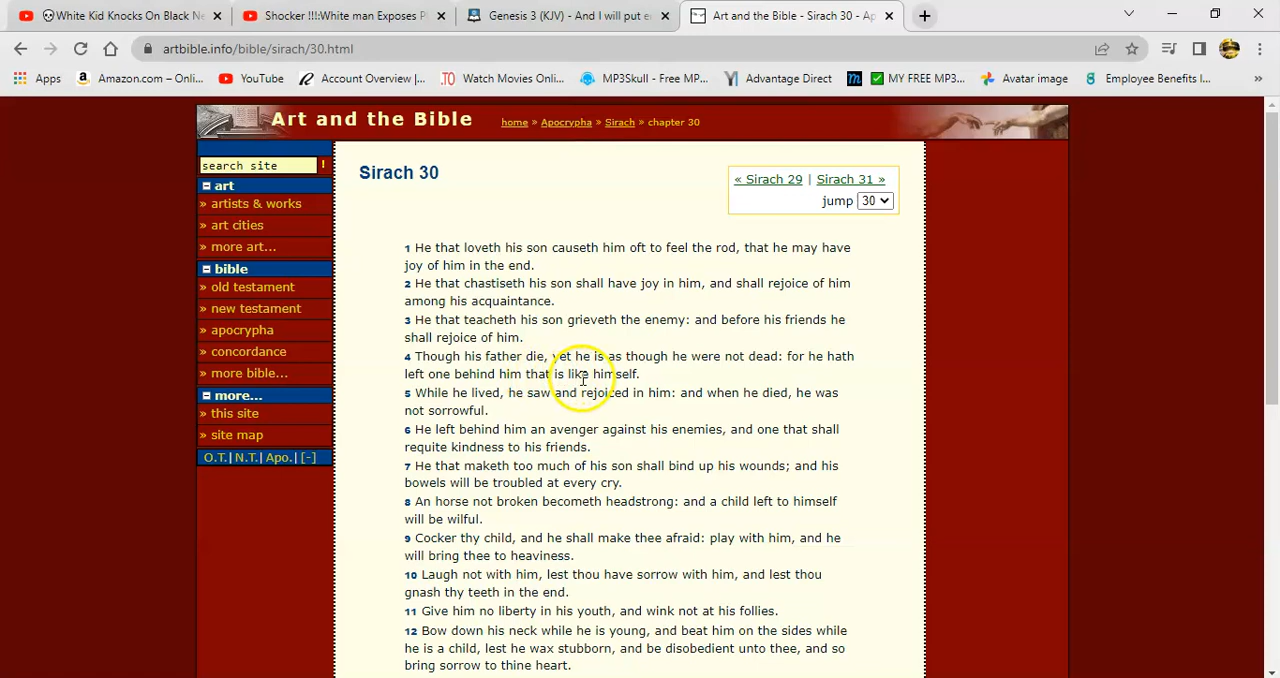 White Kid Knocks On Black Ne
Shocker !!!:White man Exposes P
Genesis 3 (KJV) - And I will put e
Art and the Bible - Sirach 30 - Ap
artbible.info/bible/sirach/30.html
Apps
Amazon.com – Onli...
YouTube
Account Overview |...
Watch Movies Onli...
MP3Skull - Free MP...
Advantage Direct
MY FREE MP3...
Avatar image
Employee Benefits I...
»
Art and the Bible
home » Apocrypha » Sirach » chapter 30
search site !
art
» artists & works
» art cities
» more art...
bible
» old testament
» new testament
» apocrypha
» concordance
» more bible...
more...
» this site
» site map
O.T.| N.T.| Apo. | [-]
Sirach 30
« Sirach 29 | Sirach 31 »
jump 30
1 He that loveth his son causeth him oft to feel the rod, that he may have
joy of him in the end.
2 He that chastiseth his son shall have joy in him, and shall rejoice of him
among his acquaintance.
3 He that teacheth his son grieveth the enemy: and before his friends he
shall rejoice of him.
4 Though his father die, yet he is as though he were not dead: for he hath
left one behind him that is like himself.
5 While he lived, he saw and rejoiced in him: and when he died, he was
not sorrowful.
6 He left behind him an avenger against his enemies, and one that shall
requite kindness to his friends.
7 He that maketh too much of his son shall bind up his wounds; and his
bowels will be troubled at every cry.
8 An horse not broken becometh headstrong: and a child left to himself
will be wilful.
9 Cocker thy child, and he shall make thee afraid: play with him, and he
will bring thee to heaviness.
10 Laugh not with him, lest thou have sorrow with him, and lest thou
gnash thy teeth in the end.
11 Give him no liberty in his youth, and wink not at his follies.
12 Bow down his neck while he is young, and beat him on the sides while
he is a child, lest he wax stubborn, and be disobedient unto thee, and so
bring sorrow to thine heart.